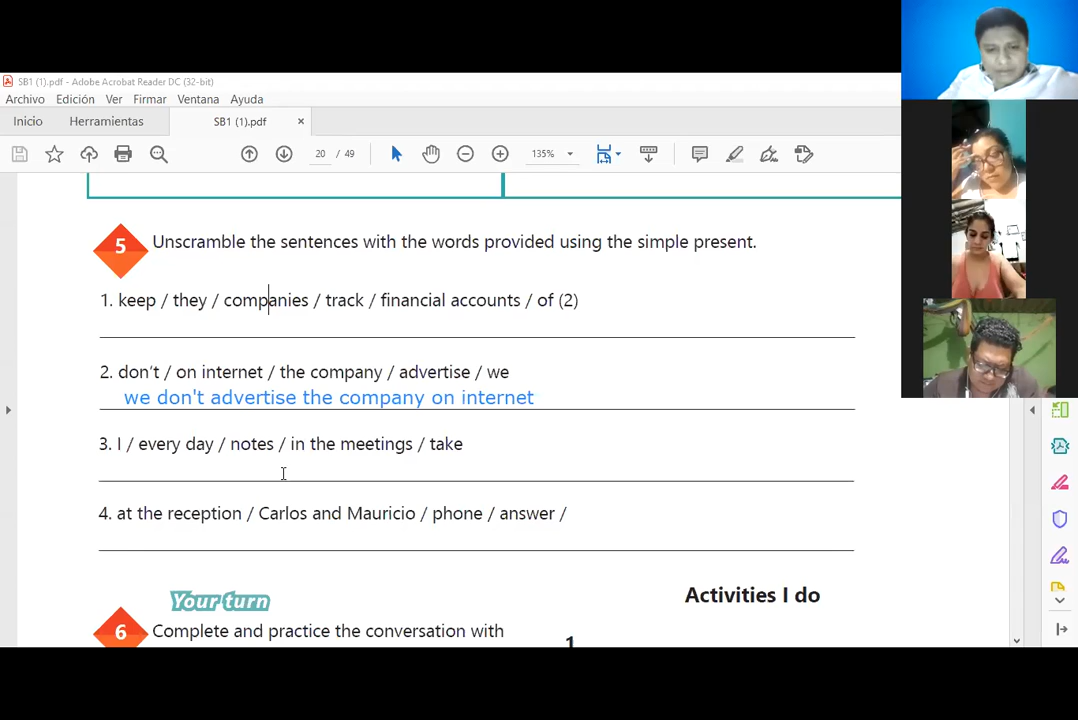 SB1 (1).pdf - Adobe Acrobat Reader DC (32-bit)
Archivo Edición Ver Firmar Ventana Ayuda
Inicio Herramientas SB1 (1).pdf ×
20 / 49 135%
5 Unscramble the sentences with the words provided using the simple present.
1. keep / they / companies / track / financial accounts / of (2)
2. don't / on internet / the company / advertise / we
we don't advertise the company on internet
3. I / every day / notes / in the meetings / take
4. at the reception / Carlos and Mauricio / phone / answer /
Your turn
Activities I do
6 Complete and practice the conversation with
1